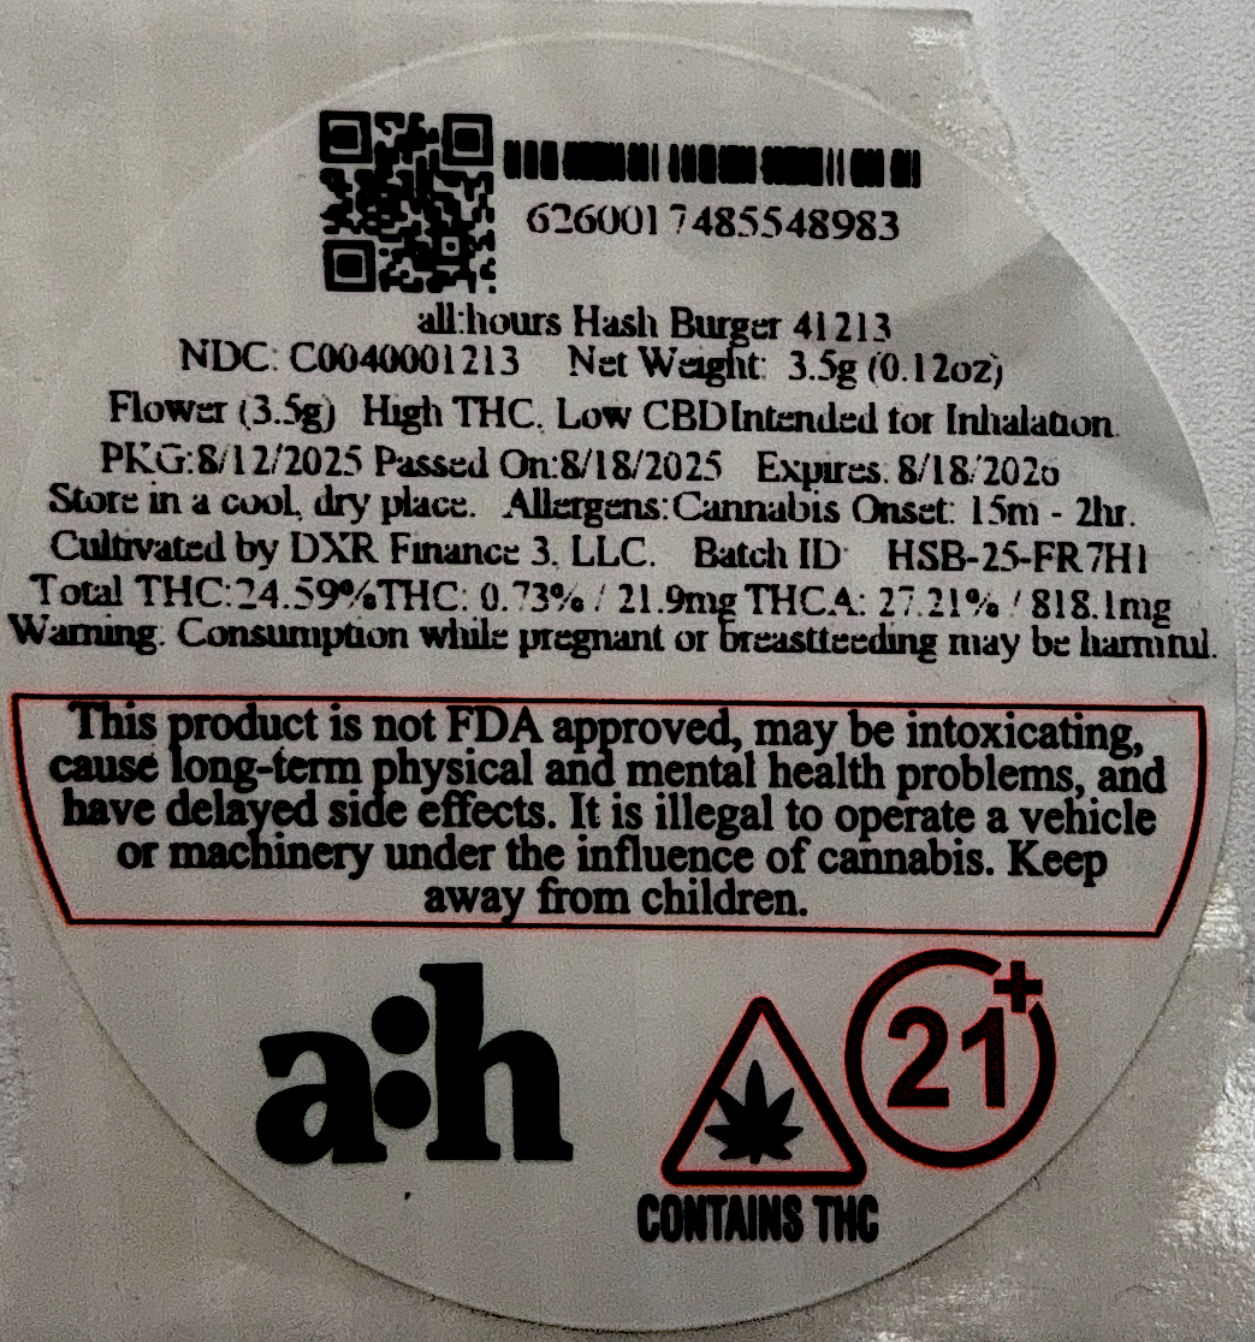 6260017485548983
all:hours Hash Burger 41213
NDC: C0040001213 Net Weight: 3.5g (0.12oz)
Flower (3.5g) High THC, Low CBD Intended for Inhalation.
PKG:8/12/2025 Passed On:8/18/2025 Expires: 8/18/2026
Store in a cool, dry place. Allergens:Cannabis Onset: 15m - 2hr.
Cultivated by DXR Finance 3, LLC. Batch ID: HSB-25-FR7H1
Total THC:24.59%THC: 0.73% / 21.9mg THCA: 27.21% / 818.1mg
Warning: Consumption while pregnant or breastfeeding may be harmful.
This product is not FDA approved, may be intoxicating,
cause long-term physical and mental health problems, and
have delayed side effects. It is illegal to operate a vehicle
or machinery under the influence of cannabis. Keep
away from children.
a:h
21+
CONTAINS THC